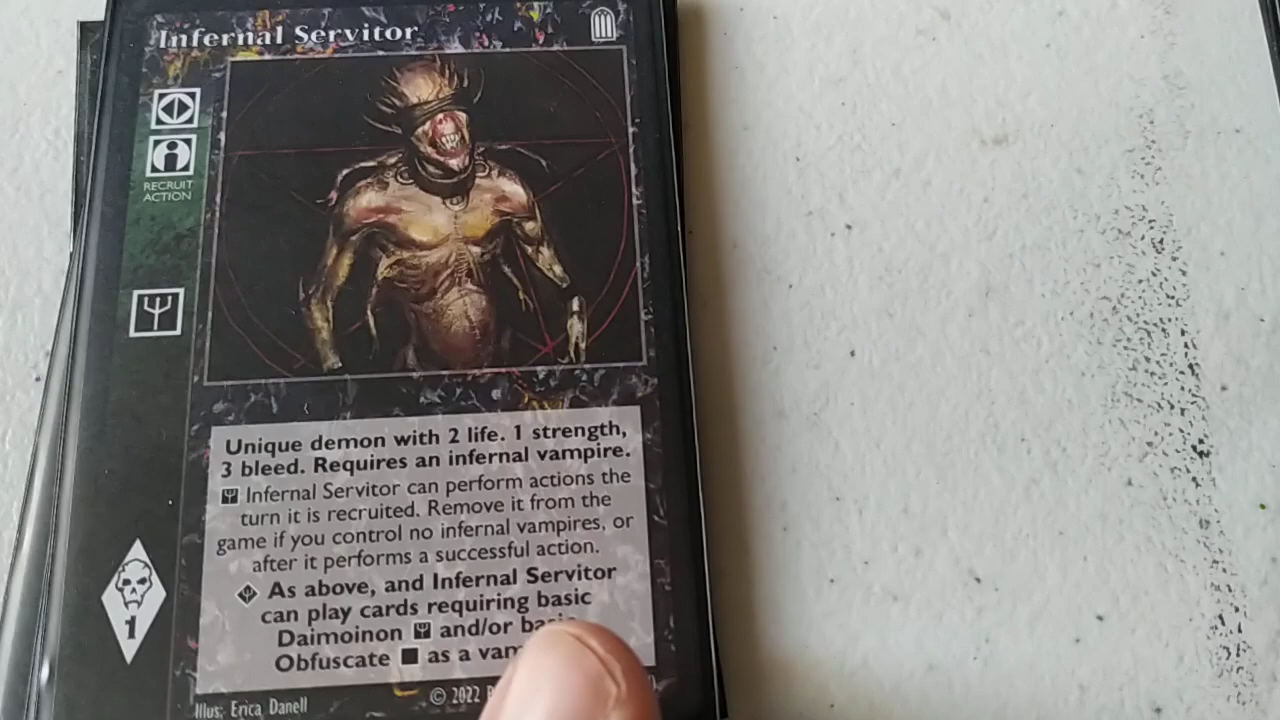 Infernal Servitor
RECRUIT
ACTION
Unique demon with 2 life. 1 strength,
3 bleed. Requires an infernal vampire.
Infernal Servitor can perform actions the
turn it is recruited. Remove it from the
game if you control no infernal vampires, or
after it performs a successful action.
As above, and Infernal Servitor
can play cards requiring basic
Daimoinon and/or basic
Obfuscate as a
1
Illus: Erica Danell
© 2022